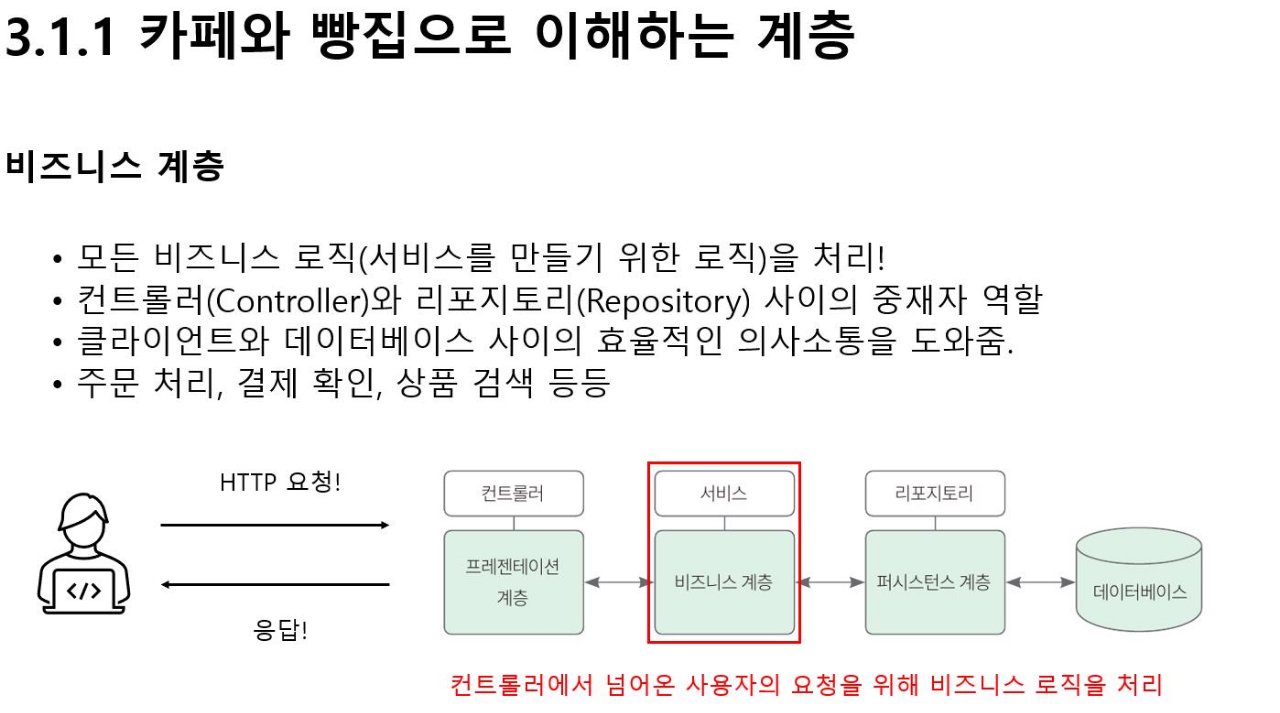 3.1.1 카페와 빵집으로 이해하는 계층
비즈니스 계층
• 모든 비즈니스 로직(서비스를 만들기 위한 로직)을 처리!
• 컨트롤러(Controller)와 리포지토리(Repository) 사이의 중재자 역할
• 클라이언트와 데이터베이스 사이의 효율적인 의사소통을 도와줌.
• 주문 처리, 결제 확인, 상품 검색 등등
HTTP 요청!
</>
응답!
컨트롤러
프레젠테이션
계층
서비스
비즈니스 계층
리포지토리
퍼시스턴스 계층
데이터베이스
컨트롤러에서 넘어온 사용자의 요청을 위해 비즈니스 로직을 처리